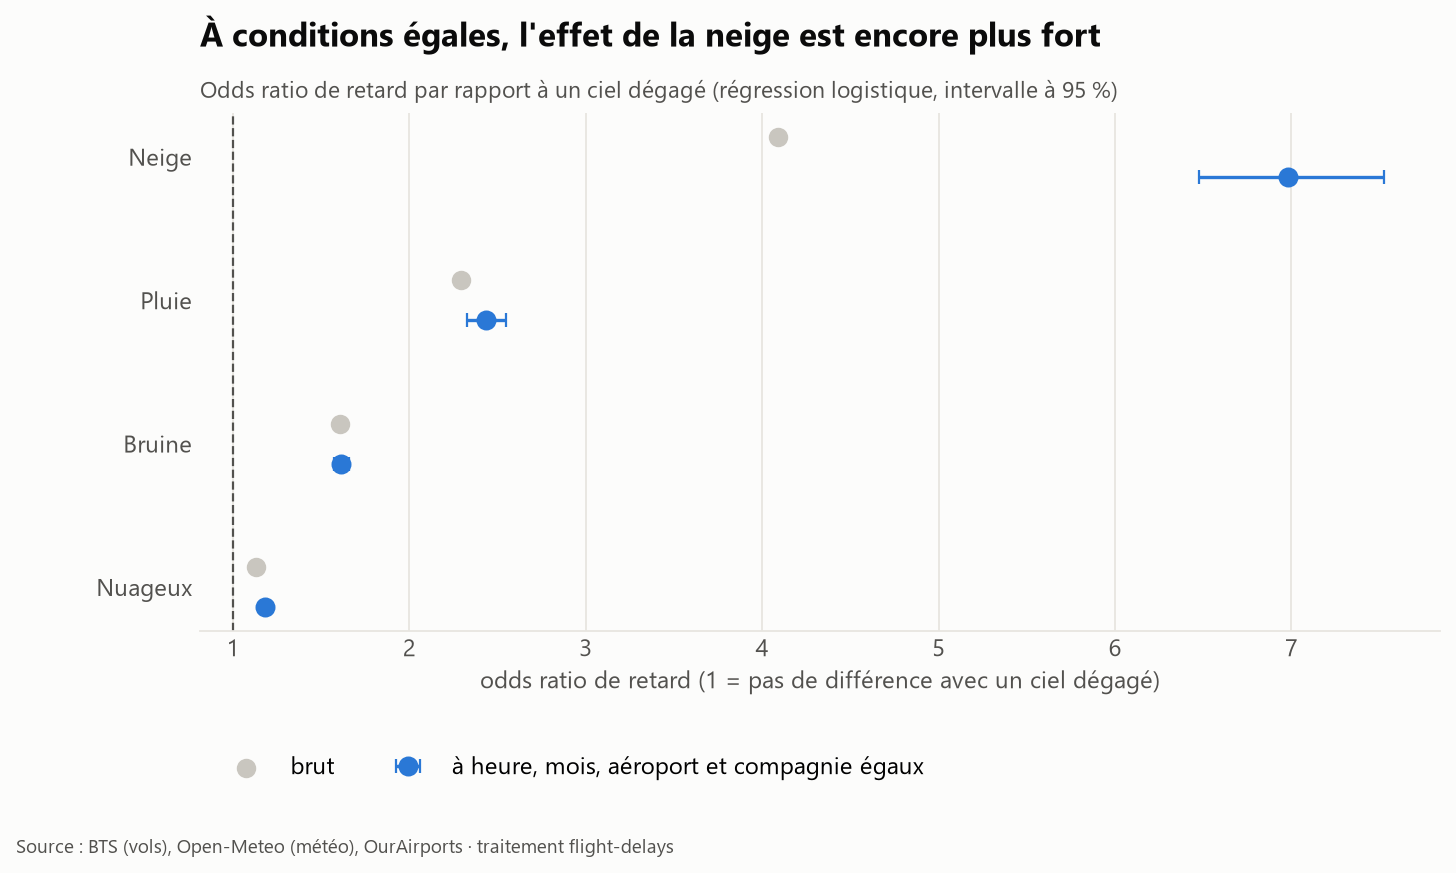 À conditions égales, l'effet de la neige est encore plus fort
Odds ratio de retard par rapport à un ciel dégagé (régression logistique, intervalle à 95 %)
Neige
Pluie
Bruine
Nuageux
1 2 3 4 5 6 7
odds ratio de retard (1 = pas de différence avec un ciel dégagé)
brut à heure, mois, aéroport et compagnie égaux
Source : BTS (vols), Open-Meteo (météo), OurAirports · traitement flight-delays